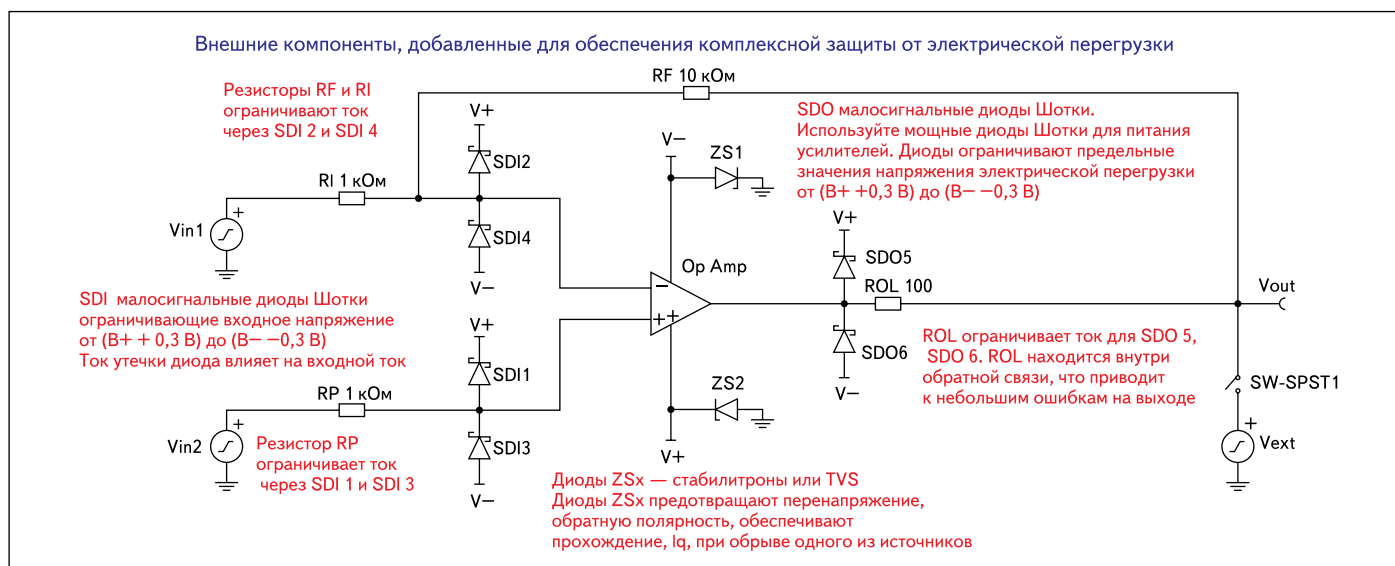 Внешние компоненты, добавленные для обеспечения комплексной защиты от электрической перегрузки
RF 10 кОм
Резисторы RF и RI
ограничивают ток
через SDI 2 и SDI 4
V+
SDI2
RI 1 кОм
Vin1
+
SDI4
V−
V−
ZS1
SDO малосигнальные диоды Шотки.
Используйте мощные диоды Шотки для питания
усилителей. Диоды ограничивают предельные
значения напряжения электрической перегрузки
от (В+ +0,3 В) до (В− −0,3 В)
V+
SDO5
Op Amp
−
++
ROL 100
Vout
SDO6
V−
SDI малосигнальные диоды Шотки
ограничивающие входное напряжение
от (В+ + 0,3 В) до (В− −0,3 В)
Ток утечки диода влияет на входной ток
V+
SDI1
RP 1 кОм
Vin2
+
SDI3
V−
Резистор RP
ограничивает ток
через SDI 1 и SDI 3
ZS2
V+
ROL ограничивает ток для SDO 5,
SDO 6. ROL находится внутри
обратной связи, что приводит
к небольшим ошибкам на выходе
SW-SPST1
+
Vext
Диоды ZSx — стабилитроны или TVS
Диоды ZSx предотвращают перенапряжение,
обратную полярность, обеспечивают
прохождение, Iq, при обрыве одного из источников